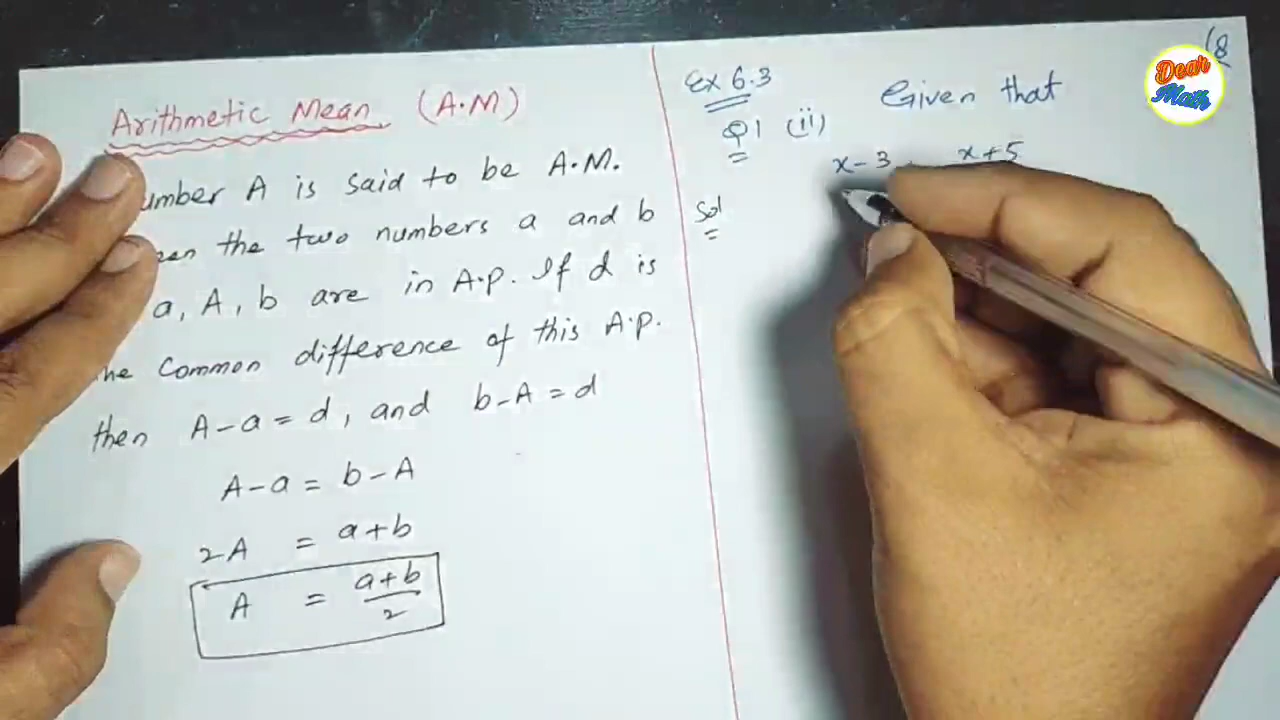 Arithmetic Mean (A.M)
umber A is said to be A.M.
en the two numbers a and b
a, A, b are in A.p. If d is
he Common difference of this A.p.
then A-a = d, and b-A = d
A-a = b-A
2A = a+b
A = a+b/2
Ex 6.3
Given that
Q1 (ii)
x-3, x+5
Sol
Dear
Math